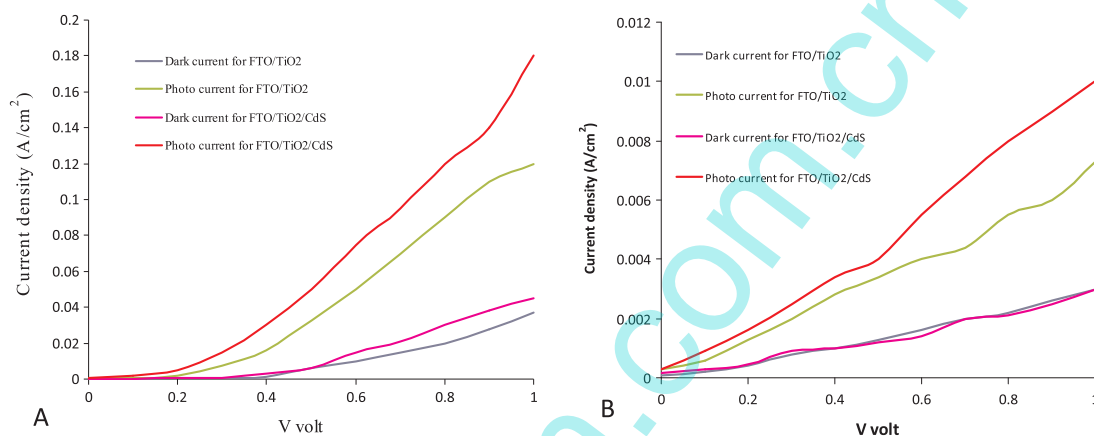 0.2
0.18
0.16
0.14
0.12
0.1
0.08
0.06
0.04
0.02
0
Current density (A/cm²)
Dark current for FTO/TiO2
Photo current for FTO/TiO2
Dark current for FTO/TiO2/CdS
Photo current for FTO/TiO2/CdS
0 0.2 0.4 0.6 0.8 1
V volt
A
0.012
0.01
0.008
0.006
0.004
0.002
0
Current density (A/cm²)
Dark current for FTO/TiO2
Photo current for FTO/TiO2
Dark current for FTO/TiO2/CdS
Photo current for FTO/TiO2/CdS
0 0.2 0.4 0.6 0.8 1
V volt
B
.com.cn